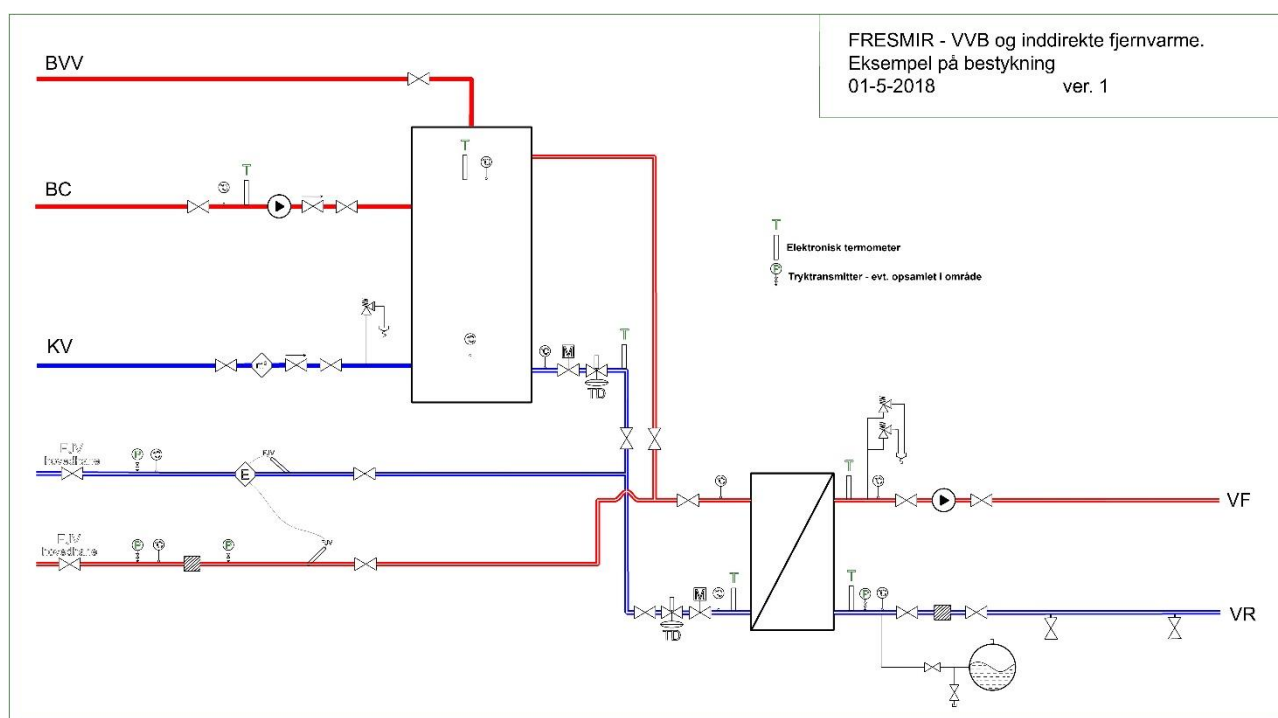 FRESMIR - VVB og inddirekte fjernvarme.
Eksempel på bestykning
01-5-2018 ver. 1
BVV
T
T
BC
T
Elektronisk termometer
P
Tryktransmitter - evt. opsamlet i område
KV
M
T
TD
FJV
hovedhane
P
FJV
E
T
VF
FJV
hovedhane
P
P
FJV
T
T
M
P
TD
VR